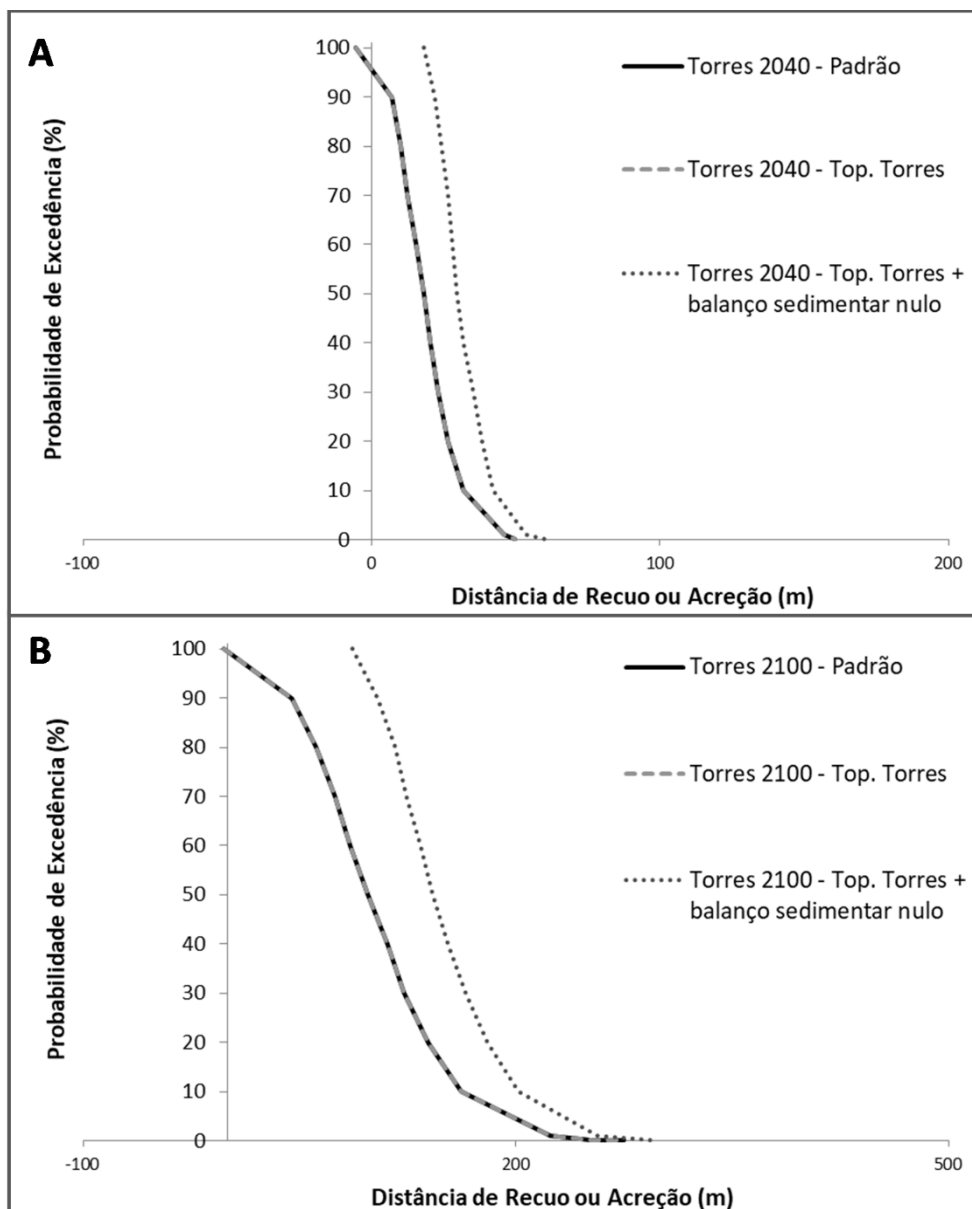 A
Probabilidade de Excedência (%)
100
90
80
70
60
50
40
30
20
10
0
-100
0
100
200
Distância de Recuo ou Acreção (m)
Torres 2040 - Padrão
Torres 2040 - Top. Torres
Torres 2040 - Top. Torres +
balanço sedimentar nulo
B
Probabilidade de Excedência (%)
100
90
80
70
60
50
40
30
20
10
0
-100
200
500
Distância de Recuo ou Acreção (m)
Torres 2100 - Padrão
Torres 2100 - Top. Torres
Torres 2100 - Top. Torres +
balanço sedimentar nulo